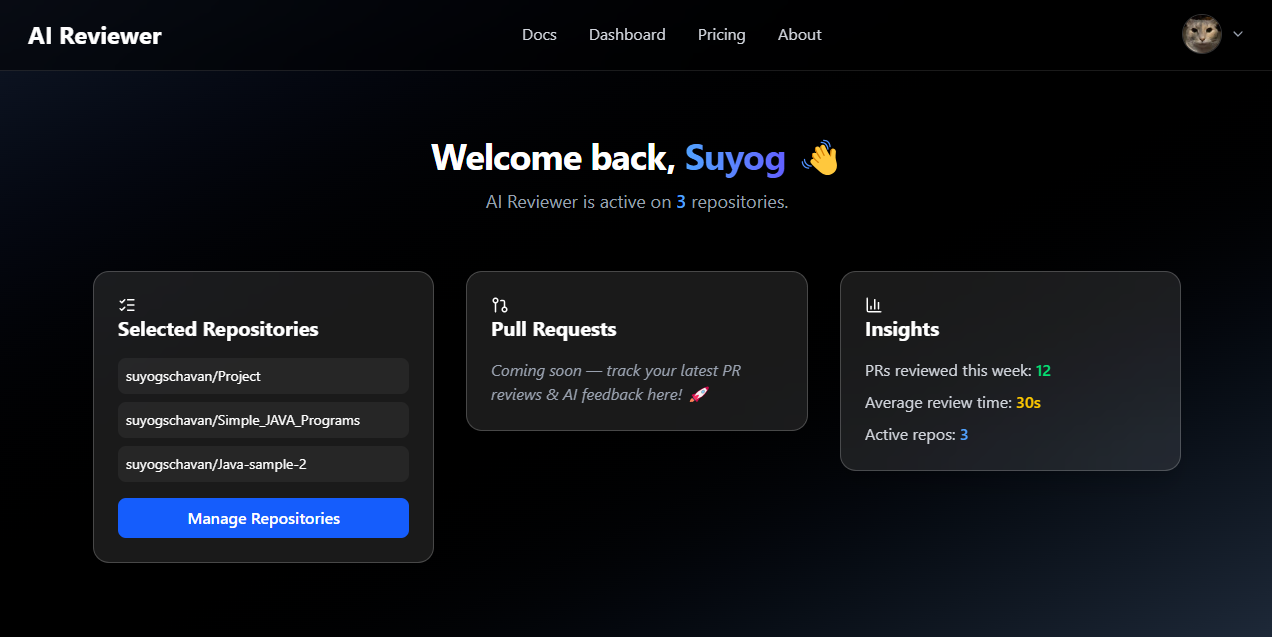 AI Reviewer
Docs Dashboard Pricing About
Welcome back, Suyog 👋
AI Reviewer is active on 3 repositories.
Selected Repositories
suyogschavan/Project
suyogschavan/Simple_JAVA_Programs
suyogschavan/Java-sample-2
Manage Repositories
Pull Requests
Coming soon — track your latest PR
reviews & AI feedback here! 🚀
Insights
PRs reviewed this week: 12
Average review time: 30s
Active repos: 3